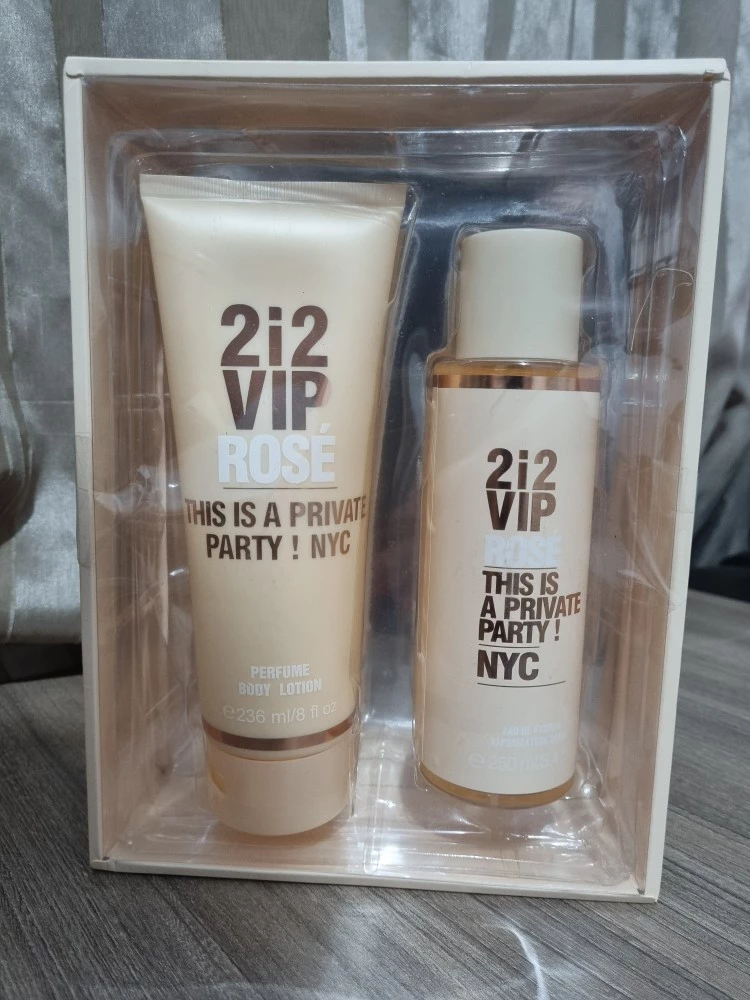 2i2
VIP
ROSÉ
THIS IS A PRIVATE
PARTY ! NYC
PERFUME
BODY LOTION
℮236 ml/8 fl oz
2i2
VIP
ROSÉ
THIS IS
A PRIVATE
PARTY !
NYC